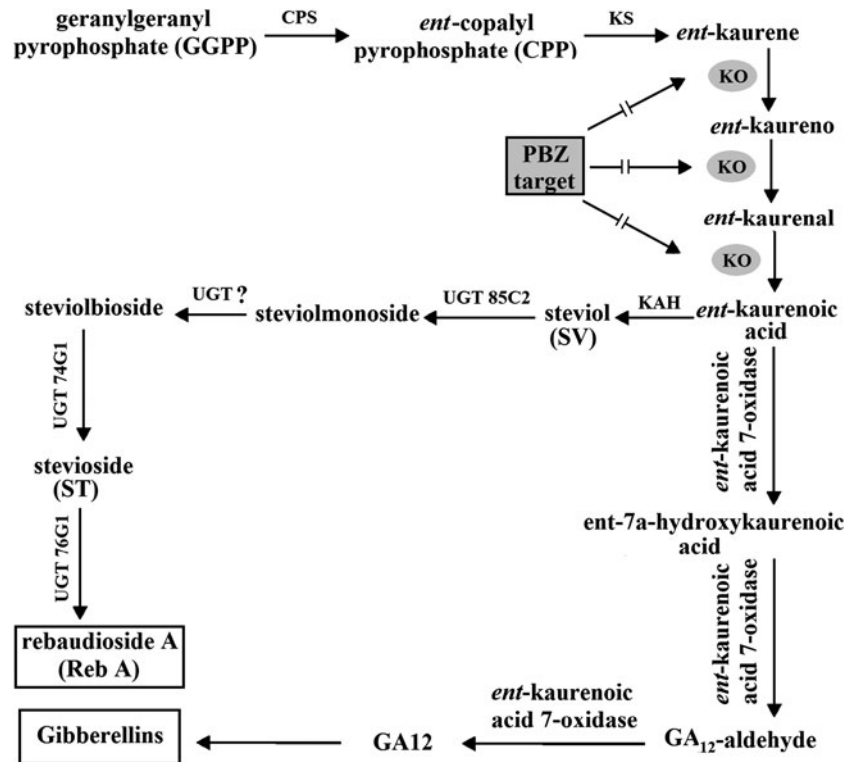 geranylgeranyl
pyrophosphate (GGPP)
CPS
ent-copalyl
pyrophosphate (CPP)
KS
ent-kaurene
KO
ent-kaureno
PBZ
target
KO
ent-kaurenal
KO
steviolbioside
UGT ?
steviolmonoside
UGT 85C2
steviol
(SV)
KAH
ent-kaurenoic
acid
UGT 74G1
ent-kaurenoic
acid 7-oxidase
stevioside
(ST)
ent-7a-hydroxykaurenoic
acid
UGT 76G1
ent-kaurenoic
acid 7-oxidase
rebaudioside A
(Reb A)
ent-kaurenoic
acid 7-oxidase
Gibberellins
GA12
GA₁₂-aldehyde